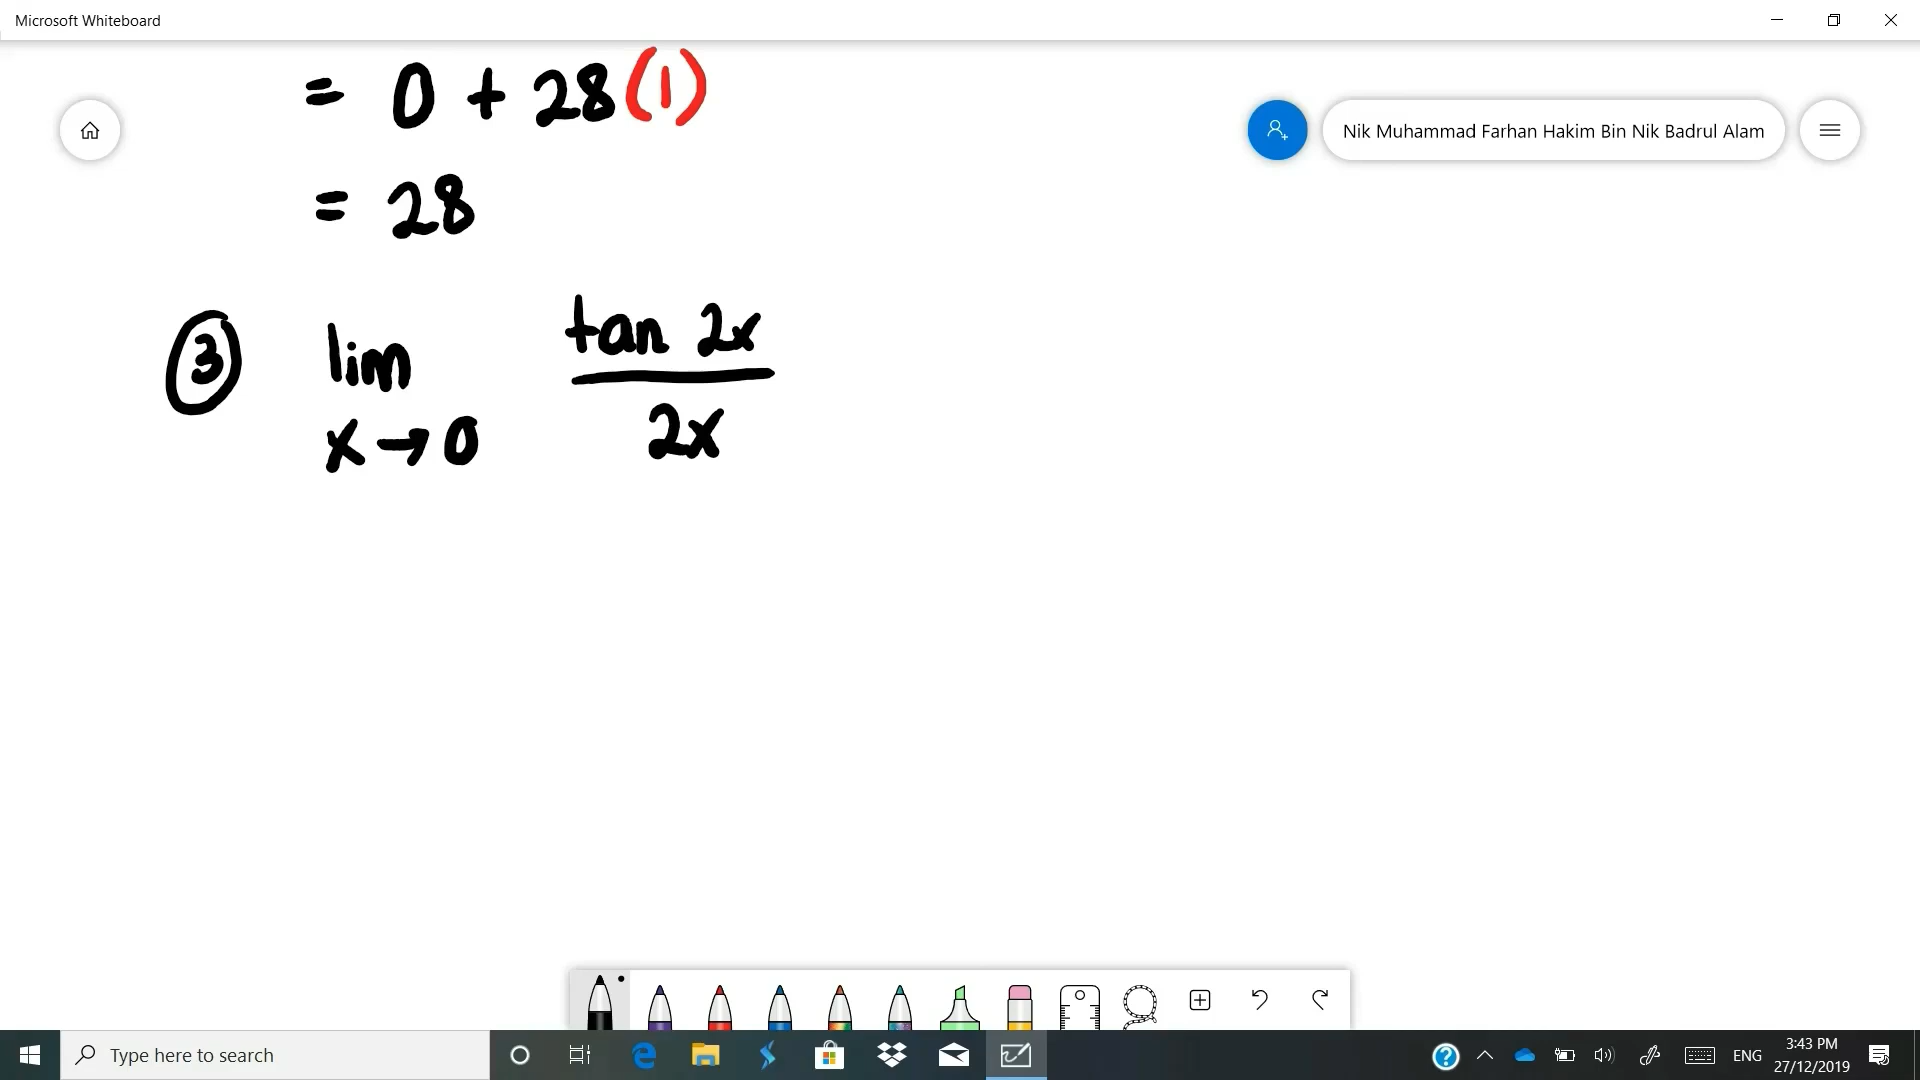 Microsoft Whiteboard
= 0 + 28(1)
Nik Muhammad Farhan Hakim Bin Nik Badrul Alam
= 28
③ lim tan 2x
x→0 2x
Type here to search
ENG
3:43 PM
27/12/2019